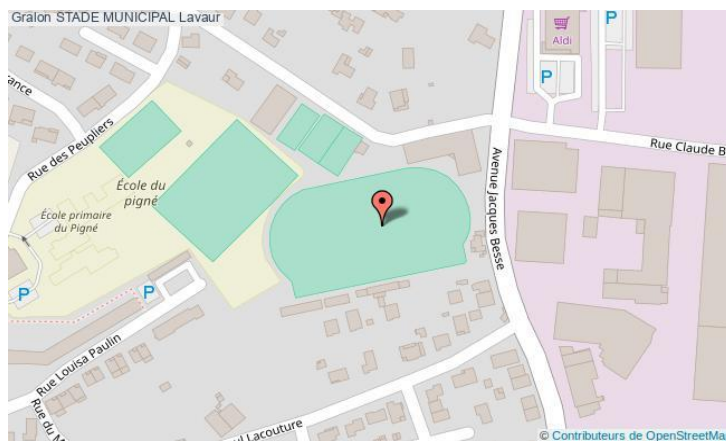 Gralon STADE MUNICIPAL Lavaur
P
Aldi
P
Rue des Peupliers
Rue Claude B
Avenue Jacques Besse
École du
pigné
École primaire
du Pigné
P
P
Rue Louisa Paulin
Rue du M
ul Lacouture
© Contributeurs de OpenStreetMa